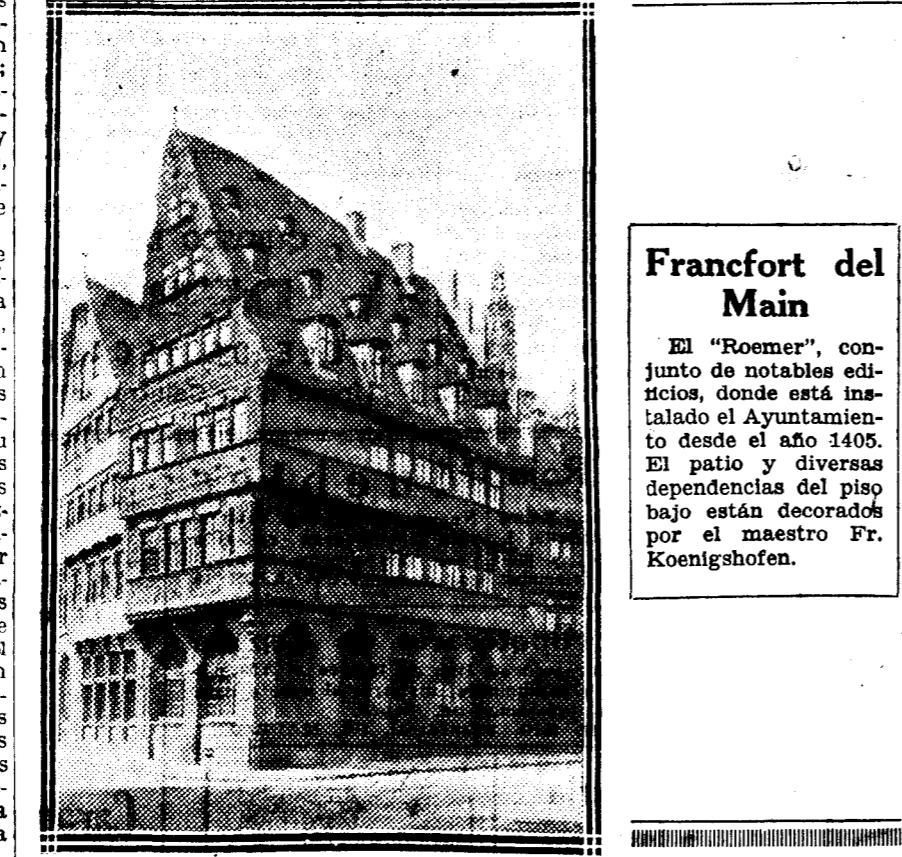 Francfort del
Main
El "Roemer", con-
junto de notables edi-
ficios, donde está ins-
talado el Ayuntamien-
to desde el año 1405.
El patio y diversas
dependencias del piso
bajo están decorados
por el maestro Fr.
Koenigshofen.